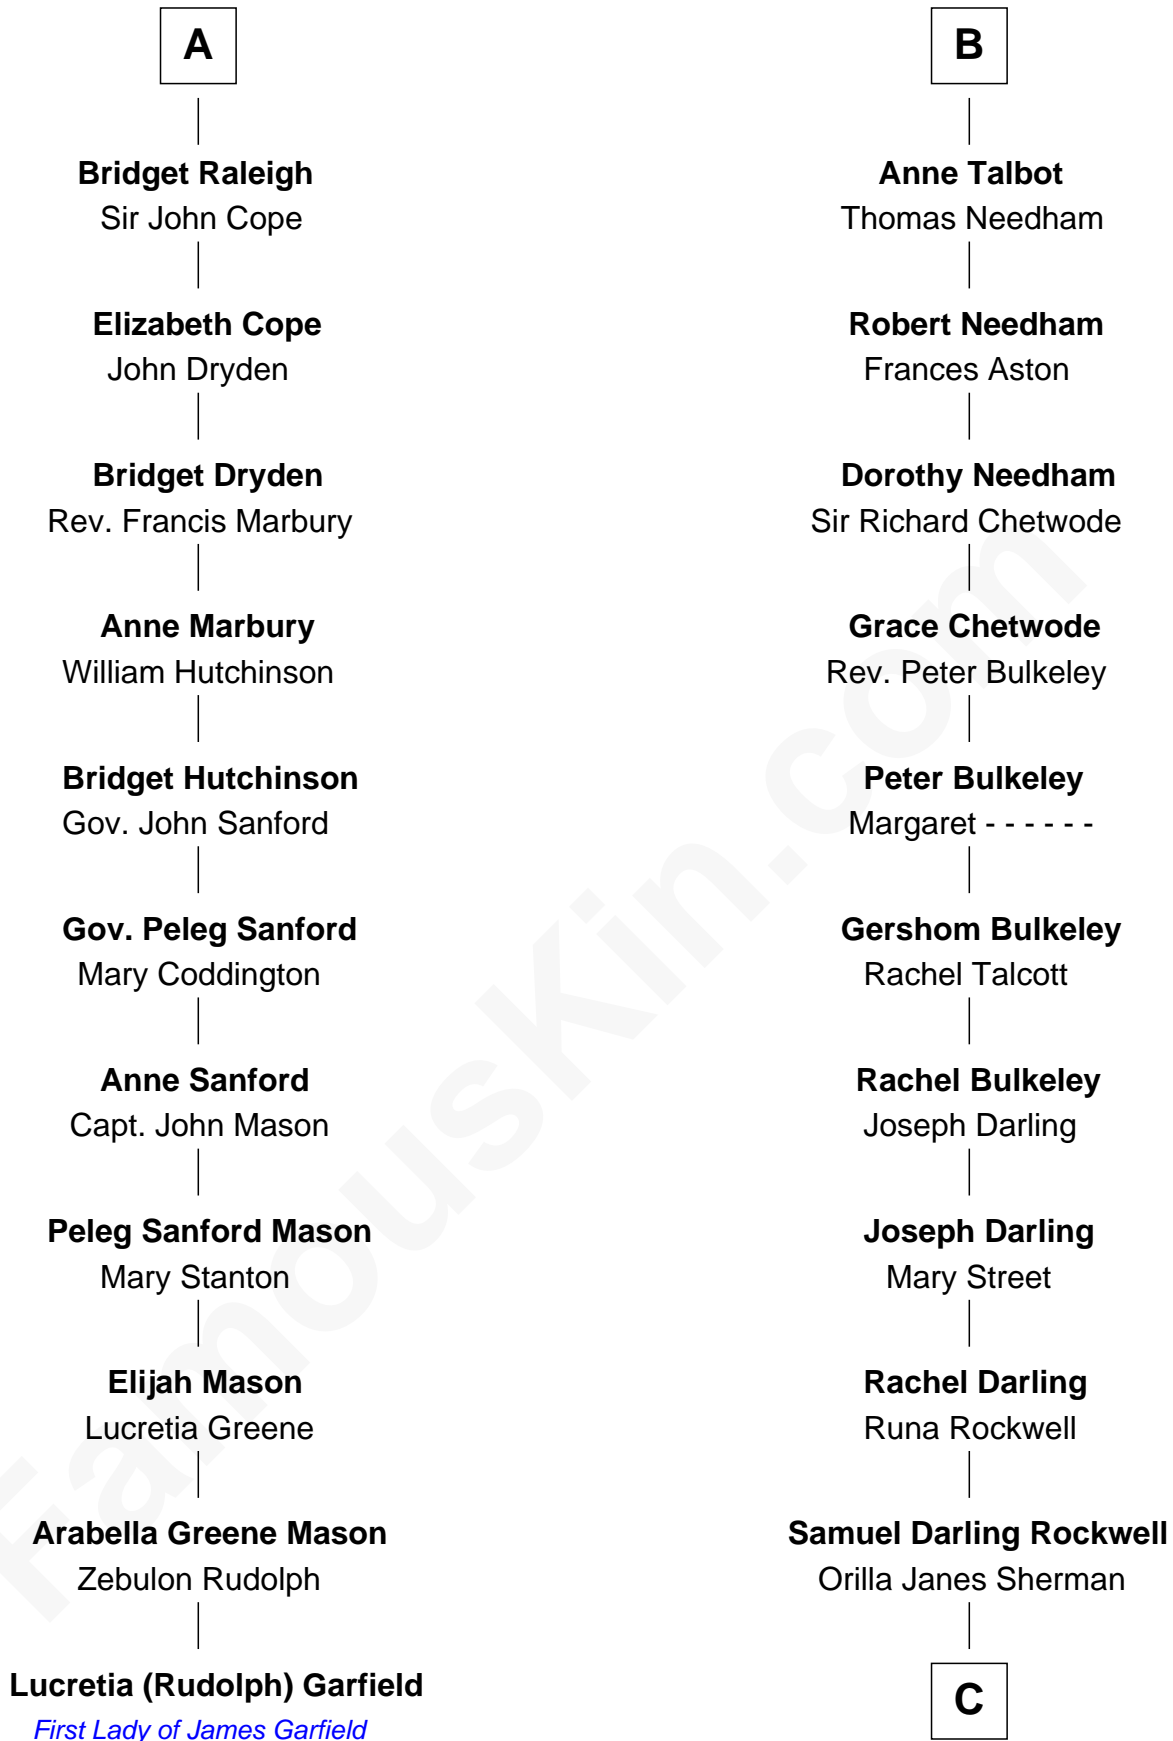 A
Bridget Raleigh
Sir John Cope
Elizabeth Cope
John Dryden
Bridget Dryden
Rev. Francis Marbury
Anne Marbury
William Hutchinson
Bridget Hutchinson
Gov. John Sanford
Gov. Peleg Sanford
Mary Coddington
Anne Sanford
Capt. John Mason
Peleg Sanford Mason
Mary Stanton
Elijah Mason
Lucretia Greene
Arabella Greene Mason
Zebulon Rudolph
Lucretia (Rudolph) Garfield
First Lady of James Garfield
B
Anne Talbot
Thomas Needham
Robert Needham
Frances Aston
Dorothy Needham
Sir Richard Chetwode
Grace Chetwode
Rev. Peter Bulkeley
Peter Bulkeley
Margaret - - - - - -
Gershom Bulkeley
Rachel Talcott
Rachel Bulkeley
Joseph Darling
Joseph Darling
Mary Street
Rachel Darling
Runa Rockwell
Samuel Darling Rockwell
Orilla Janes Sherman
C
FamousKin.com